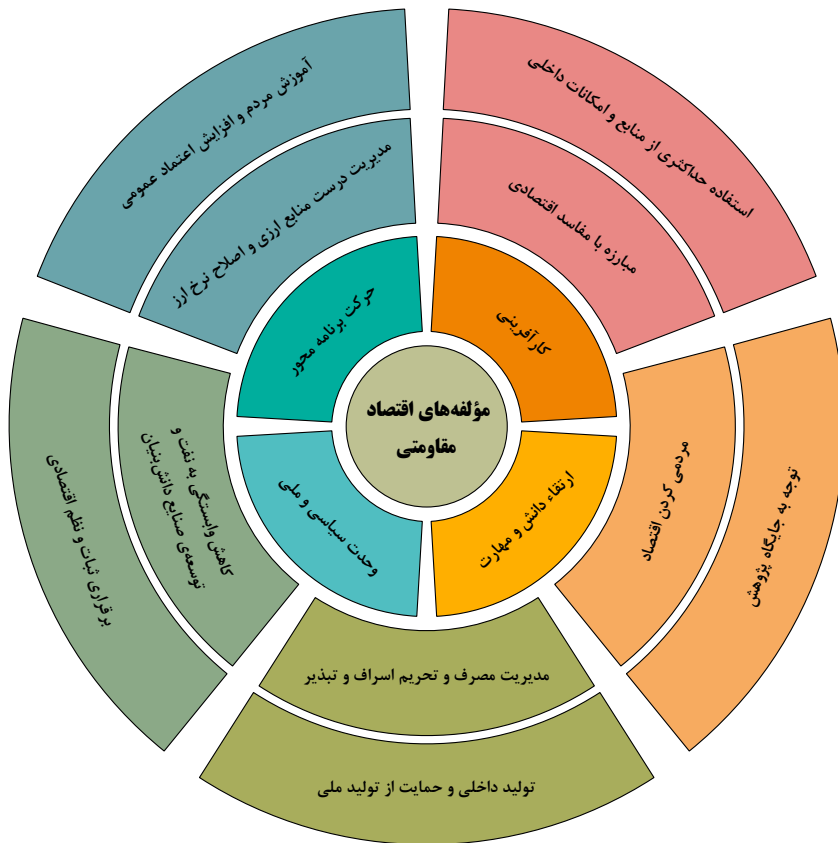 مؤلفه‌های اقتصاد
مقاومتی
کارآفرینی
ارتقاء دانش و مهارت
وحدت سیاسی و ملی
حرکت برنامه محور
مبارزه با مفاسد اقتصادی
مردمی کردن اقتصاد
مدیریت مصرف و تحریم اسراف و تبذیر
کاهش وابستگی به نفت و
توسعه‌ی صنایع دانش‌بنیان
مدیریت درست منابع ارزی و اصلاح نرخ ارز
استفاده حداکثری از منابع و امکانات داخلی
توجه به جایگاه پژوهش
تولید داخلی و حمایت از تولید ملی
برقراری ثبات و نظم اقتصادی
آموزش مردم و افزایش اعتماد عمومی